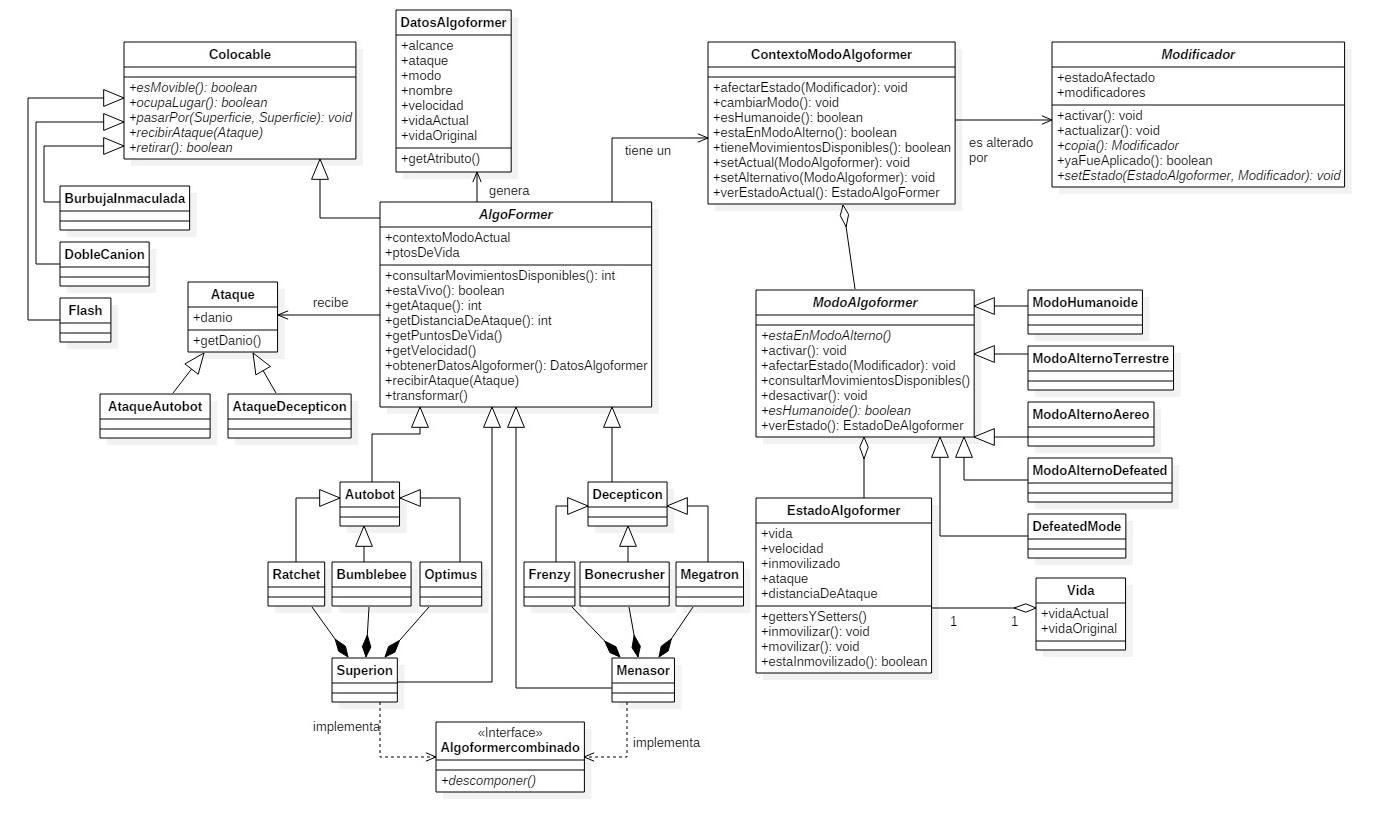 DatosAlgoformer
+alcance
+ataque
+modo
+nombre
+velocidad
+vidaActual
+vidaOriginal
+getAtributo()
Colocable
+esMovible(): boolean
+ocupaLugar(): boolean
+pasarPor(Superficie, Superficie): void
+recibirAtaque(Ataque)
+retirar(): boolean
ContextoModoAlgoformer
+afectarEstado(Modificador): void
+cambiarModo(): void
+esHumanoide(): boolean
+estaEnModoAlterno(): boolean
+tieneMovimientosDisponibles(): boolean
+setActual(ModoAlgoformer): void
+setAlternativo(ModoAlgoformer): void
+verEstadoActual(): EstadoAlgoFormer
Modificador
+estadoAfectado
+modificadores
+activar(): void
+actualizar(): void
+copia(): Modificador
+yaFueAplicado(): boolean
+setEstado(EstadoAlgoformer, Modificador): void
tiene un
es alterado
por
genera
BurbujaInmaculada
DobleCanion
Flash
AlgoFormer
+contextoModoActual
+ptosDeVida
+consultarMovimientosDisponibles(): int
+estaVivo(): boolean
+getAtaque(): int
+getDistanciaDeAtaque(): int
+getPuntosDeVida()
+getVelocidad()
+obtenerDatosAlgoformer(): DatosAlgoformer
+recibirAtaque(Ataque)
+transformar()
recibe
Ataque
+danio
+getDanio()
AtaqueAutobot
AtaqueDecepticon
ModoAlgoformer
+estaEnModoAlterno()
+activar(): void
+afectarEstado(Modificador): void
+consultarMovimientosDisponibles()
+desactivar(): void
+esHumanoide(): boolean
+verEstado(): EstadoDeAlgoformer
ModoHumanoide
ModoAlternoTerrestre
ModoAlternoAereo
ModoAlternoDefeated
DefeatedMode
Autobot
Decepticon
EstadoAlgoformer
+vida
+velocidad
+inmovilizado
+ataque
+distanciaDeAtaque
+gettersYSetters()
+inmovilizar(): void
+movilizar(): void
+estaInmovilizado(): boolean
1
1
Vida
+vidaActual
+vidaOriginal
Ratchet
Bumblebee
Optimus
Frenzy
Bonecrusher
Megatron
Superion
Menasor
implementa
implementa
«Interface»
Algoformercombinado
+descomponer()